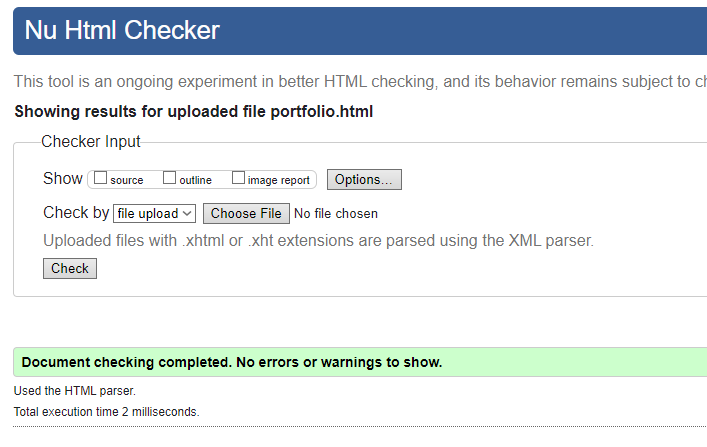 Nu Html Checker
This tool is an ongoing experiment in better HTML checking, and its behavior remains subject to
Showing results for uploaded file portfolio.html
Checker Input
Show source outline image report Options...
Check by file upload Choose File No file chosen
Uploaded files with .xhtml or .xht extensions are parsed using the XML parser.
Check
Document checking completed. No errors or warnings to show.
Used the HTML parser.
Total execution time 2 milliseconds.